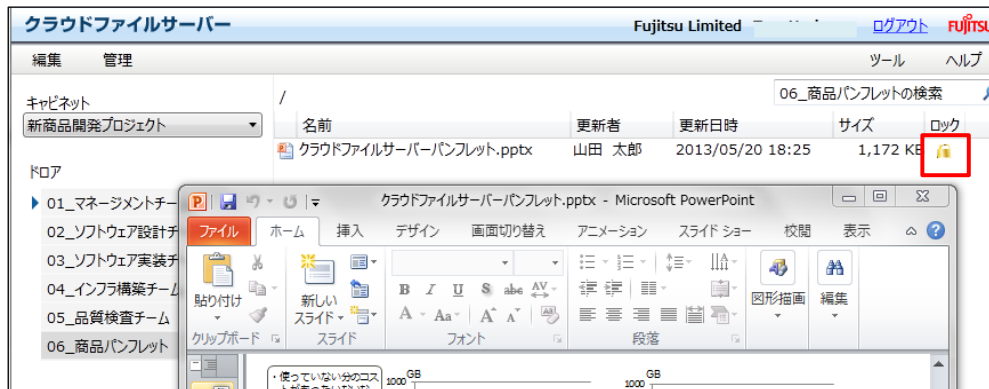 クラウドファイルサーバー
Fujitsu Limited
ログアウト
FUJITSU
編集 管理 ツール ヘルプ
キャビネット
新商品開発プロジェクト
/
06_商品パンフレットの検索
名前 更新者 更新日時 サイズ ロック
クラウドファイルサーバーパンフレット.pptx 山田 太郎 2013/05/20 18:25 1,172 KB
ドロア
01_マネージメントチー
02_ソフトウェア設計チ
03_ソフトウェア実装チ
04_インフラ構築チーム
05_品質検査チーム
06_商品パンフレット
クラウドファイルサーバーパンフレット.pptx - Microsoft PowerPoint
ファイル ホーム 挿入 デザイン 画面切り替え アニメーション スライド ショー 校閲 表示
貼り付け
新しい
スライド
B I U S abc AV
A Aa A A
図形描画 編集
クリップボード スライド フォント 段落
・使っていない分のコス
1000 GB
1000 GB